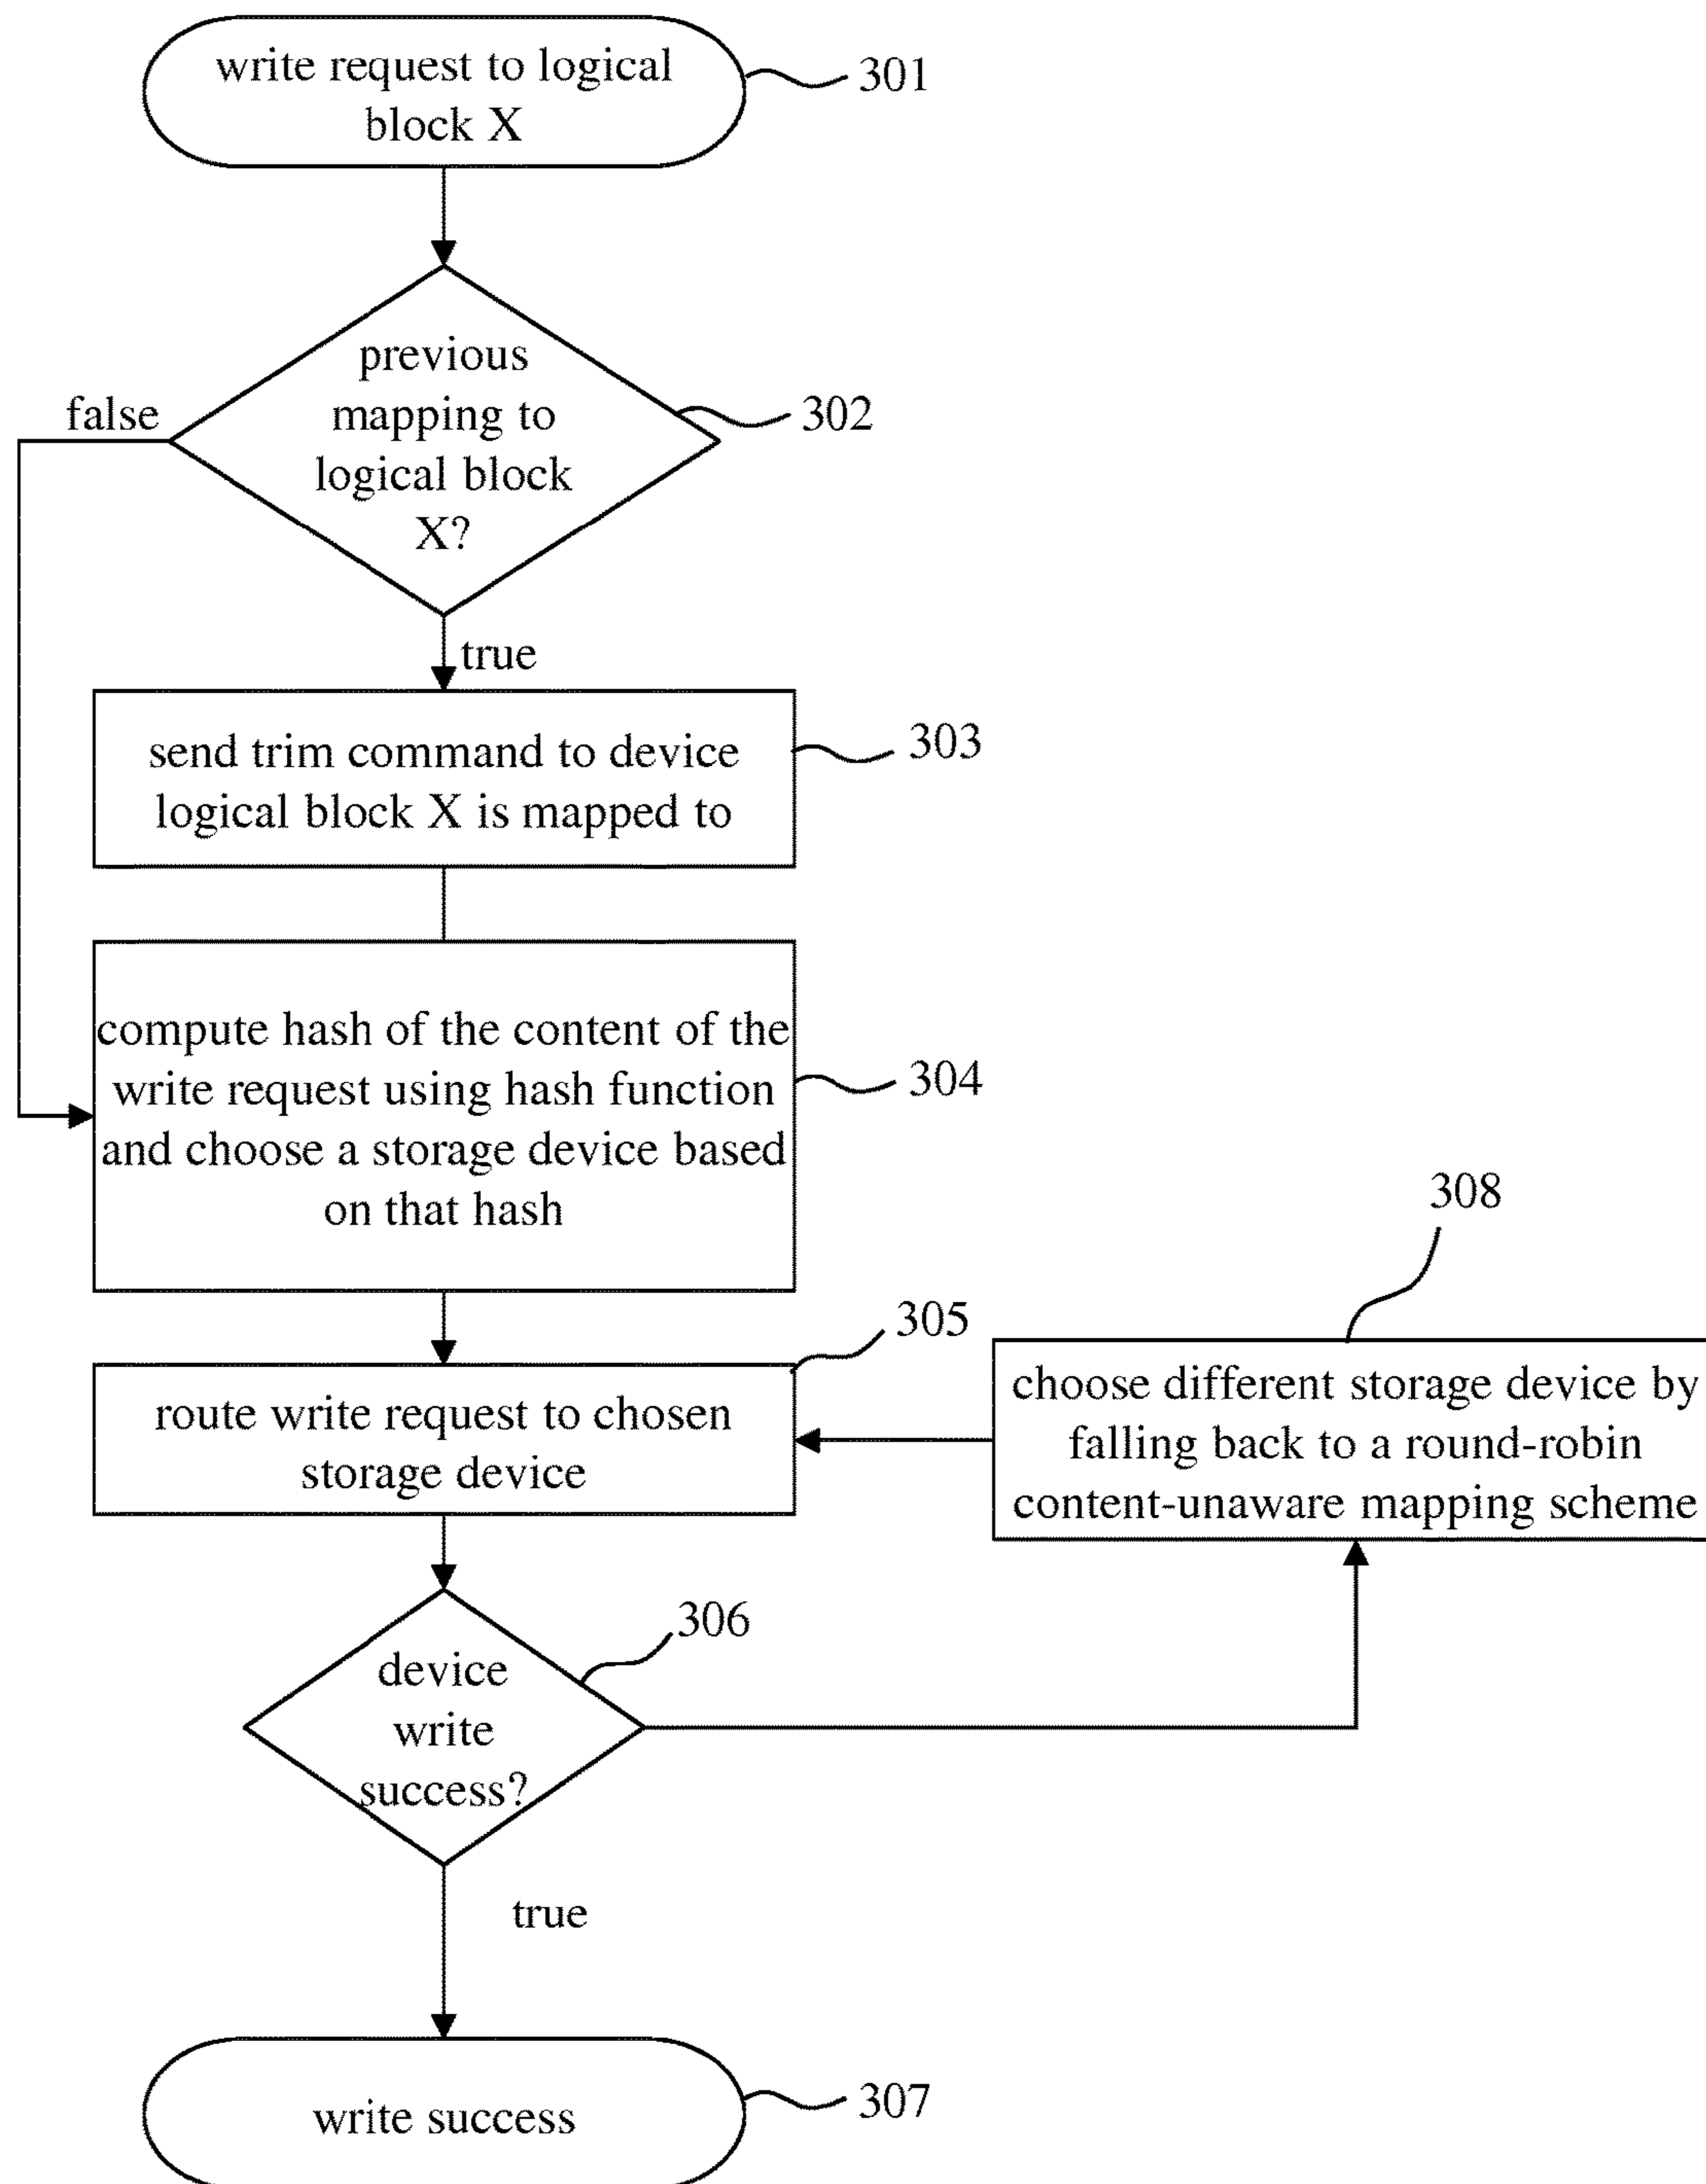 write request to logical
block X
301
previous
mapping to
logical block
X?
302
false
true
send trim command to device
logical block X is mapped to
303
compute hash of the content of the
write request using hash function
and choose a storage device based
on that hash
304
308
305
route write request to chosen
storage device
choose different storage device by
falling back to a round-robin
content-unaware mapping scheme
306
device
write
success?
true
write success
307